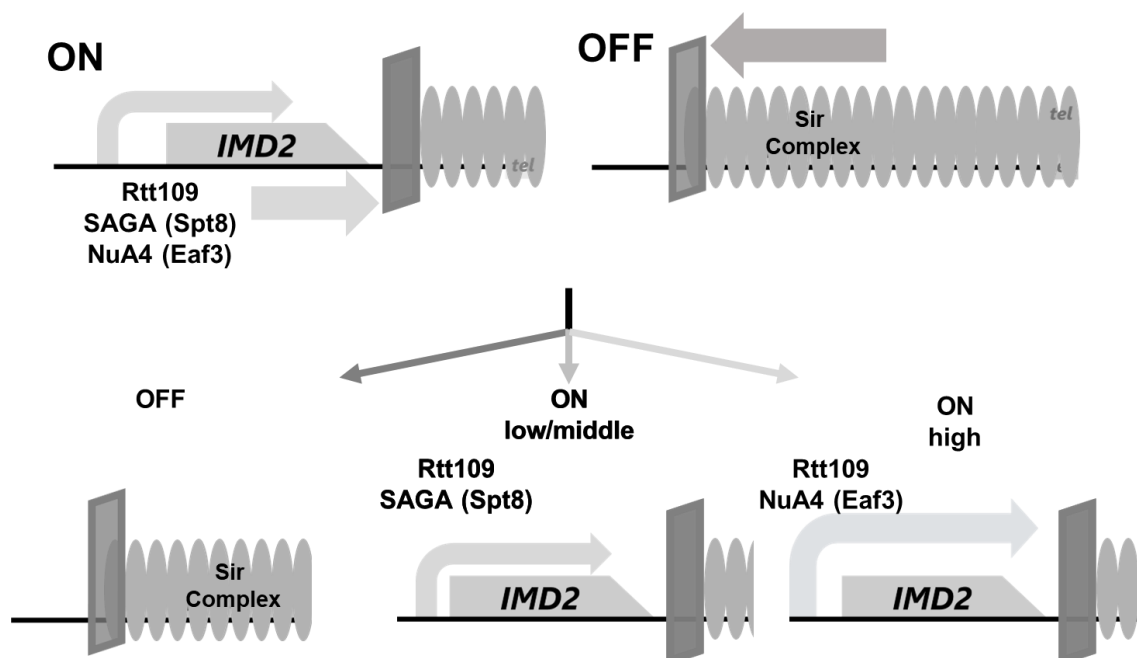 ON
OFF
IMD2
tel
Sir
Complex
tel
Rtt109
SAGA (Spt8)
NuA4 (Eaf3)
OFF
ON
low/middle
ON
high
Rtt109
SAGA (Spt8)
Rtt109
NuA4 (Eaf3)
Sir
Complex
IMD2
IMD2